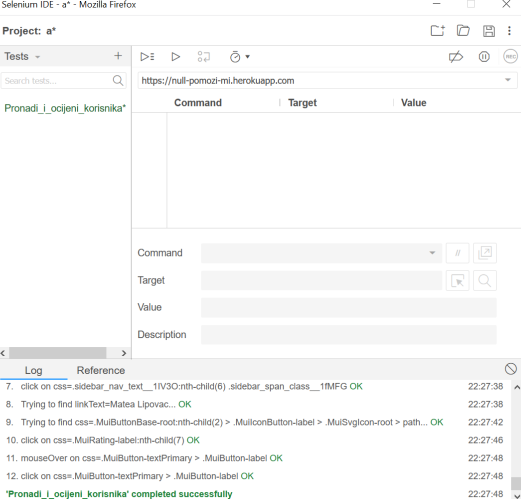 Selenium IDE - a* - Mozilla Firefox
Project: a*
Tests
Search tests...
Pronadi_i_ocijeni_korisnika*
REC
https://null-pomozi-mi.herokuapp.com
Command Target Value
Command
//
Target
Value
Description
Log Reference
7. click on css=.sidebar_nav_text__1IV3O:nth-child(6) .sidebar_span_class__1fMFG OK 22:27:38
8. Trying to find linkText=Matea Lipovac... OK 22:27:38
9. Trying to find css=.MuiButtonBase-root:nth-child(2) > .MuiIconButton-label > .MuiSvgIcon-root > path... OK 22:27:42
10. click on css=.MuiRating-label:nth-child(7) OK 22:27:46
11. mouseOver on css=.MuiButton-textPrimary > .MuiButton-label OK 22:27:48
12. click on css=.MuiButton-textPrimary > .MuiButton-label OK 22:27:48
'Pronadi_i_ocijeni_korisnika' completed successfully 22:27:48